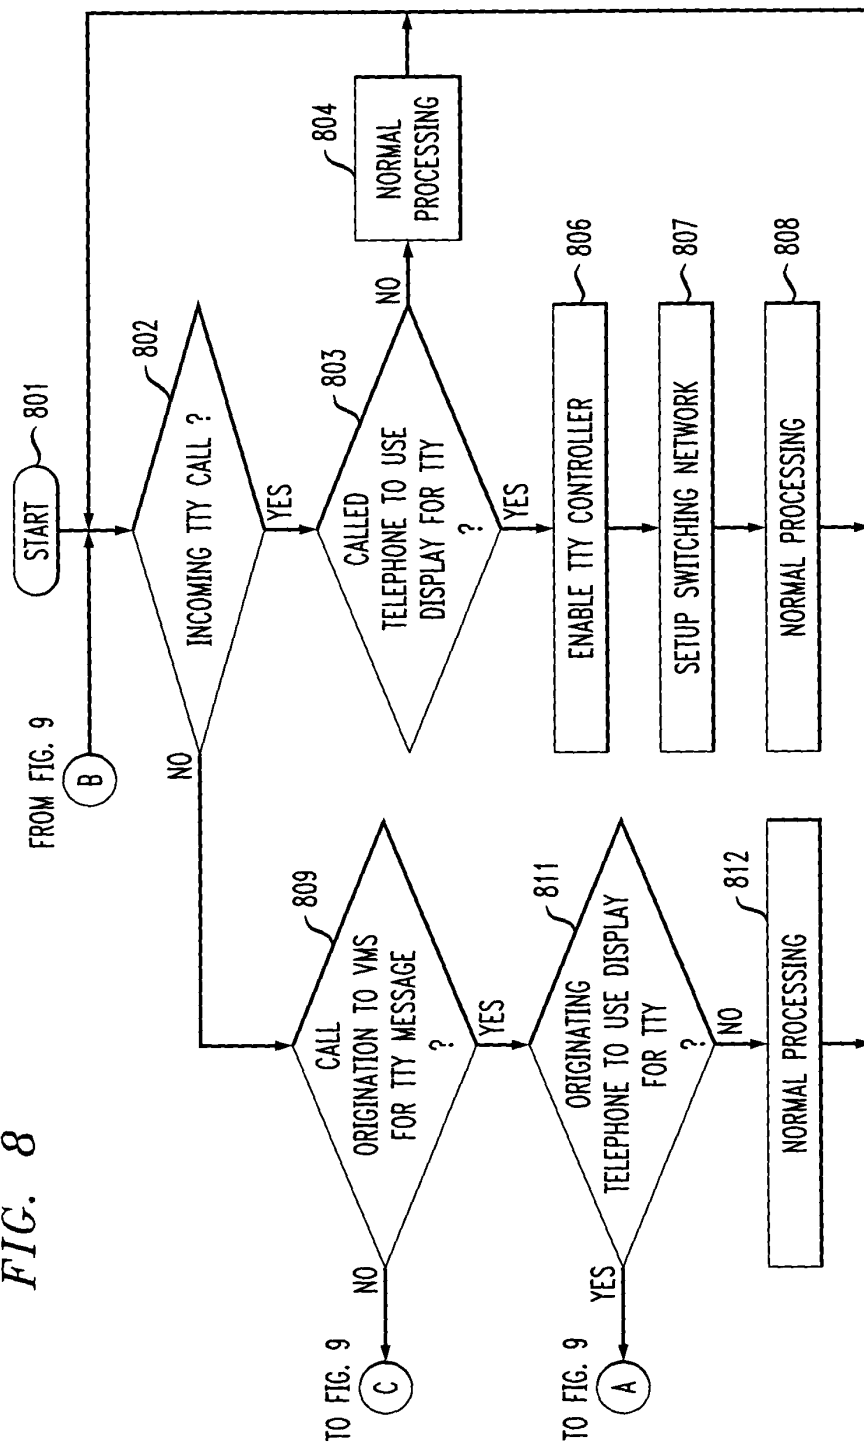 FIG. 8
FROM FIG. 9
B
START
801
INCOMING TTY CALL ?
802
NO
YES
CALLED
TELEPHONE TO USE
DISPLAY FOR TTY
?
803
NO
YES
NORMAL
PROCESSING
804
ENABLE TTY CONTROLLER
806
SETUP SWITCHING NETWORK
807
NORMAL PROCESSING
808
CALL
ORIGINATION TO VMS
FOR TTY MESSAGE
?
809
NO
YES
TO FIG. 9
C
ORIGINATING
TELEPHONE TO USE DISPLAY
FOR TTY
?
811
YES
NO
TO FIG. 9
A
NORMAL PROCESSING
812